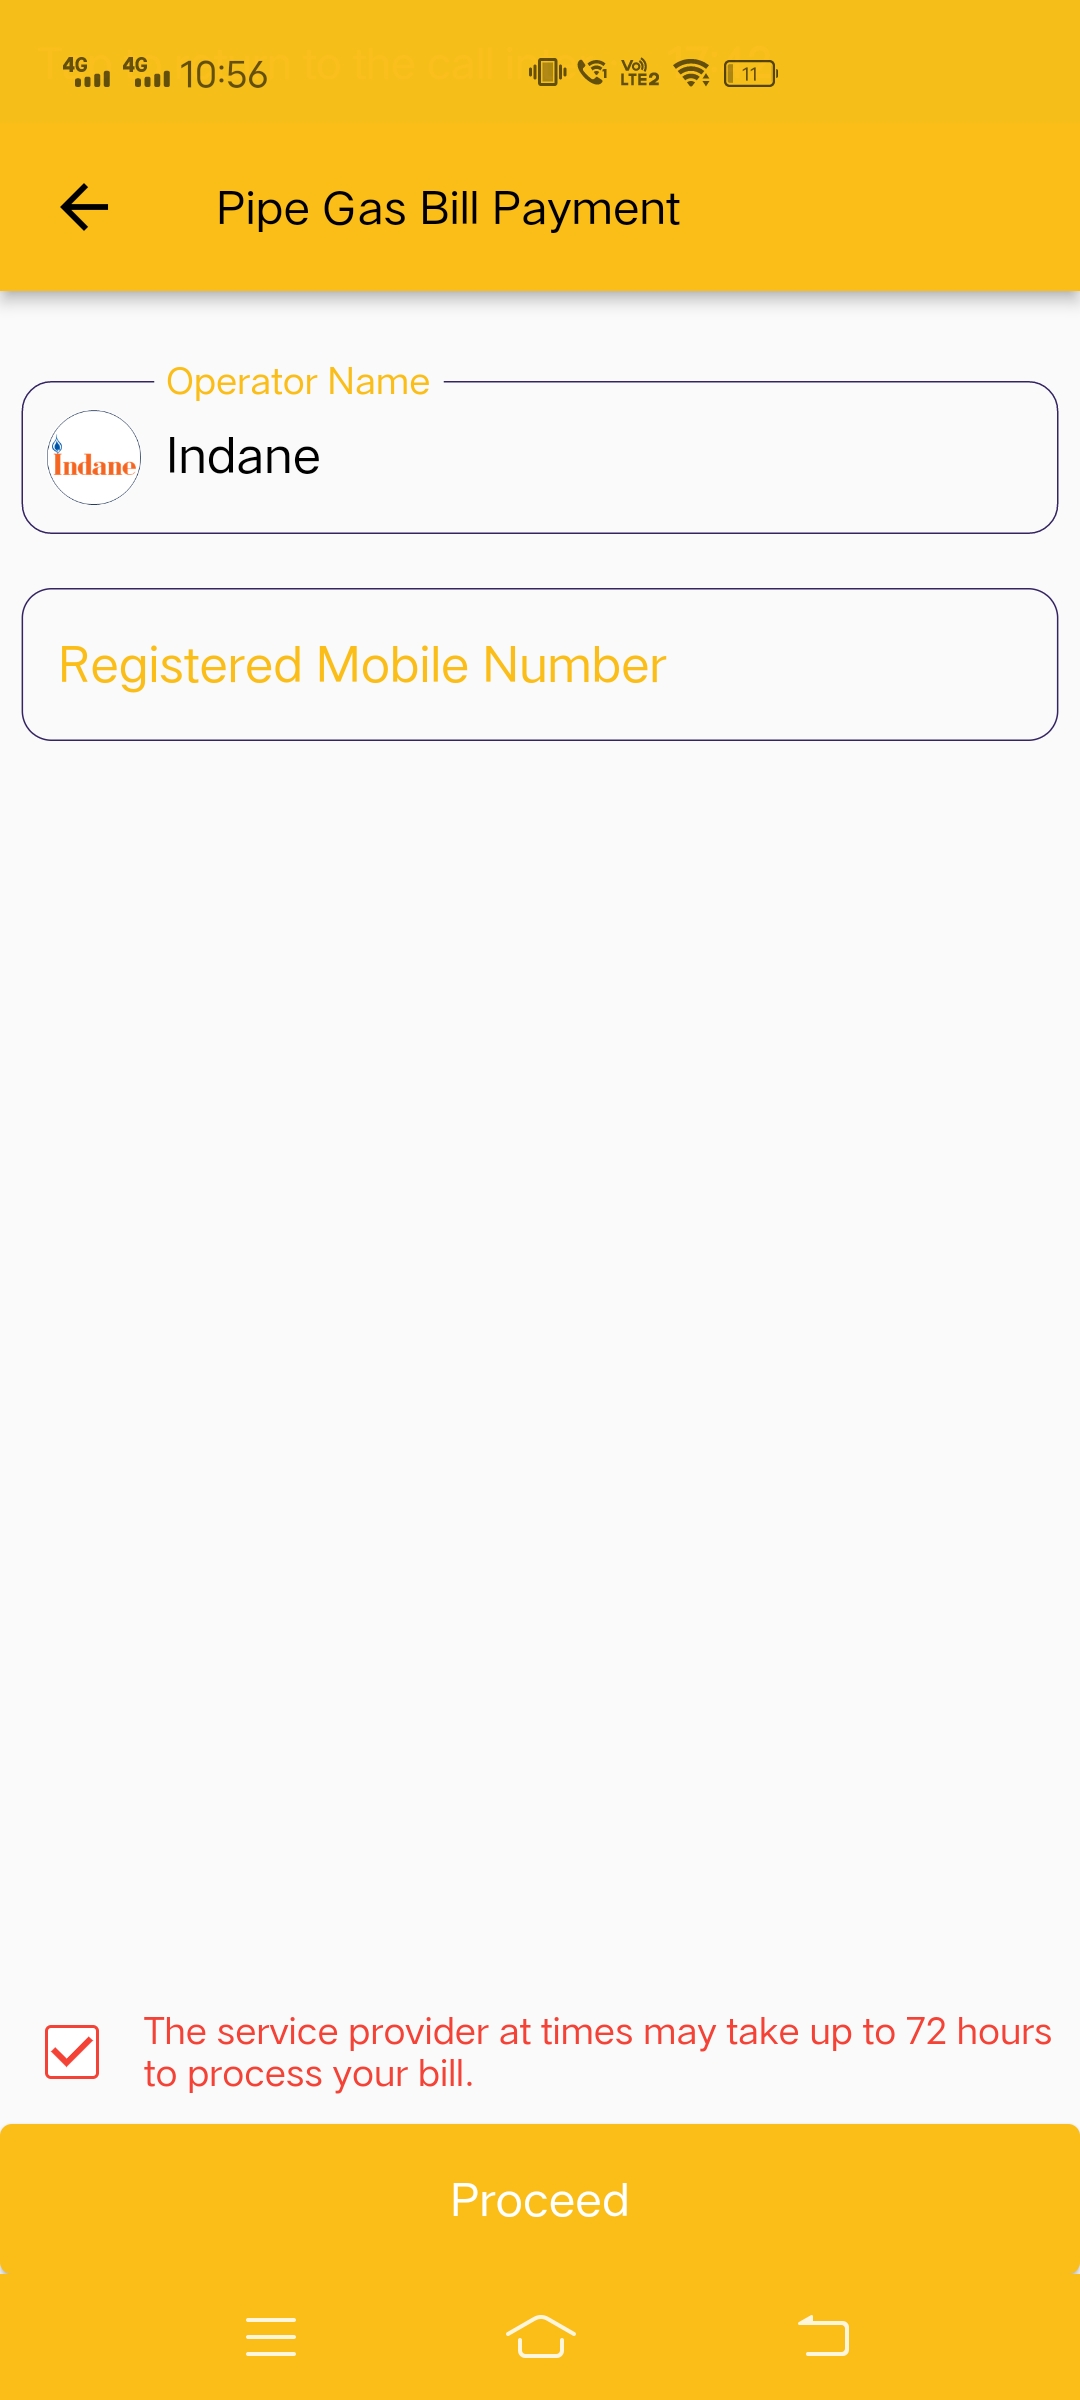 4G 4G 10:56 Vo)) LTE2 11
Pipe Gas Bill Payment
Operator Name
Indane
Indane
Registered Mobile Number
The service provider at times may take up to 72 hours
to process your bill.
Proceed